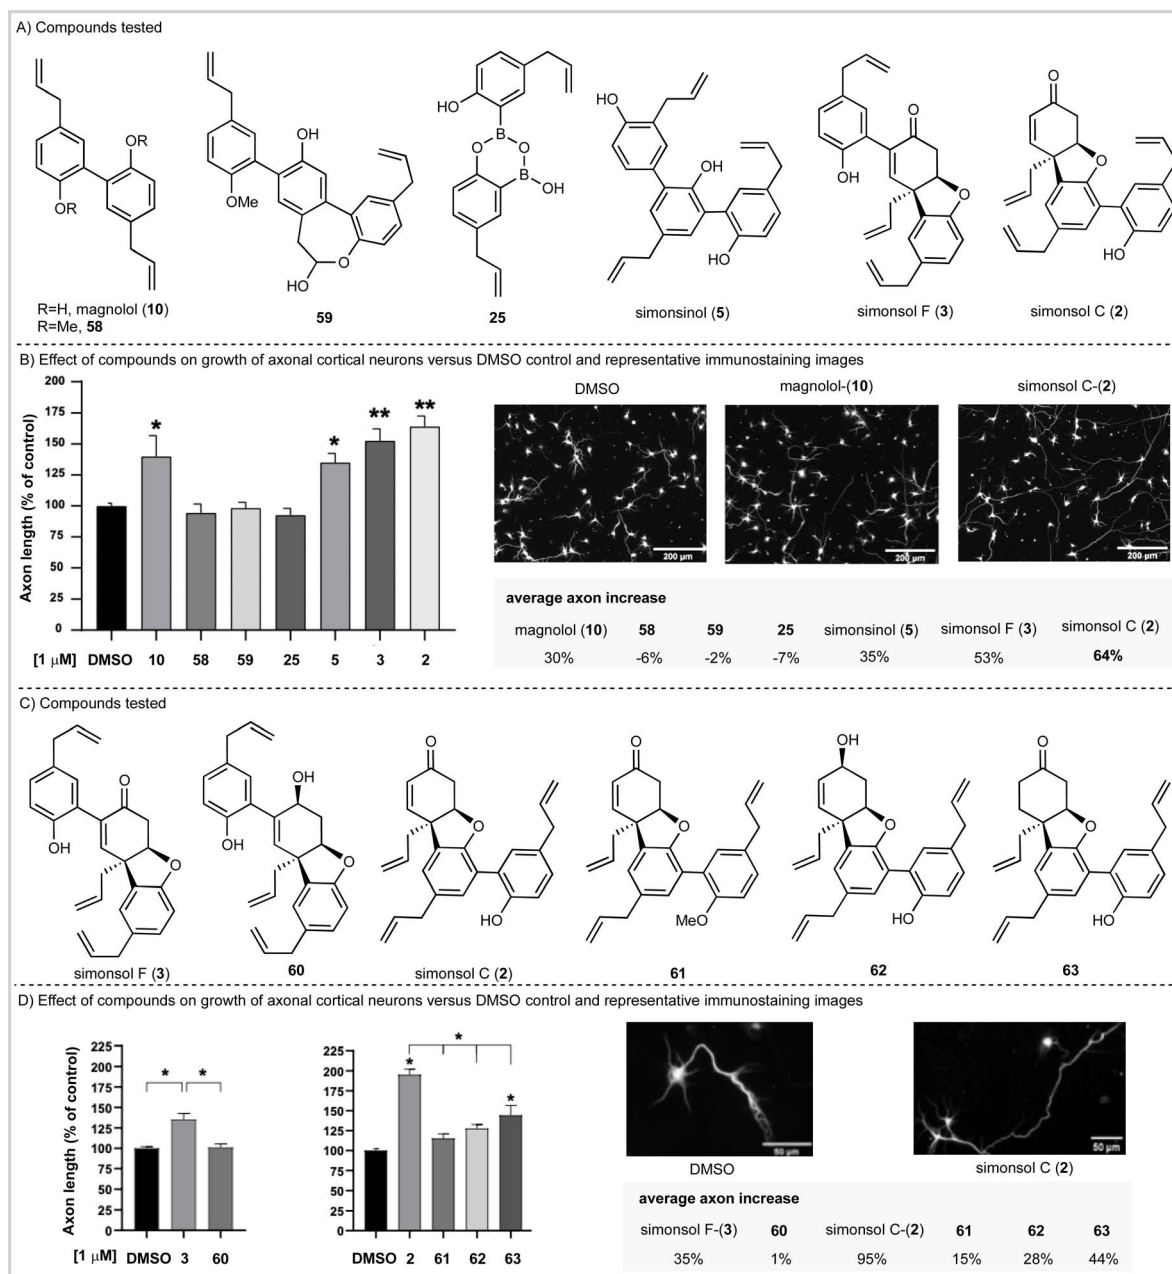 A) Compounds tested
OR
OR
R=H, magnolol (10)
R=Me, 58
OH
OMe
O
HO
59
HO
B
O
O
B
OH
25
HO
OH
HO
simonsinol (5)
O
OH
O
simonsol F (3)
O
O
HO
simonsol C (2)
B) Effect of compounds on growth of axonal cortical neurons versus DMSO control and representative immunostaining images
Axon length (% of control)
200
175
150
125
100
75
50
25
0
*
*
**
**
[1 μM] DMSO 10 58 59 25 5 3 2
DMSO
magnolol-(10)
simonsol C-(2)
200 μm
200 μm
200 μm
average axon increase
magnolol (10) 58 59 25 simonsinol (5) simonsol F (3) simonsol C (2)
30% -6% -2% -7% 35% 53% 64%
C) Compounds tested
O
OH
O
simonsol F (3)
OH
OH
O
60
O
O
HO
simonsol C (2)
O
O
MeO
61
OH
O
HO
62
O
O
HO
63
D) Effect of compounds on growth of axonal cortical neurons versus DMSO control and representative immunostaining images
Axon length (% of control)
225
200
175
150
125
100
75
50
25
0
* *
[1 μM] DMSO 3 60
225
200
175
150
125
100
75
50
25
0
*
*
*
DMSO 2 61 62 63
50 μm
DMSO
50 μm
simonsol C (2)
average axon increase
simonsol F-(3) 60 simonsol C-(2) 61 62 63
35% 1% 95% 15% 28% 44%